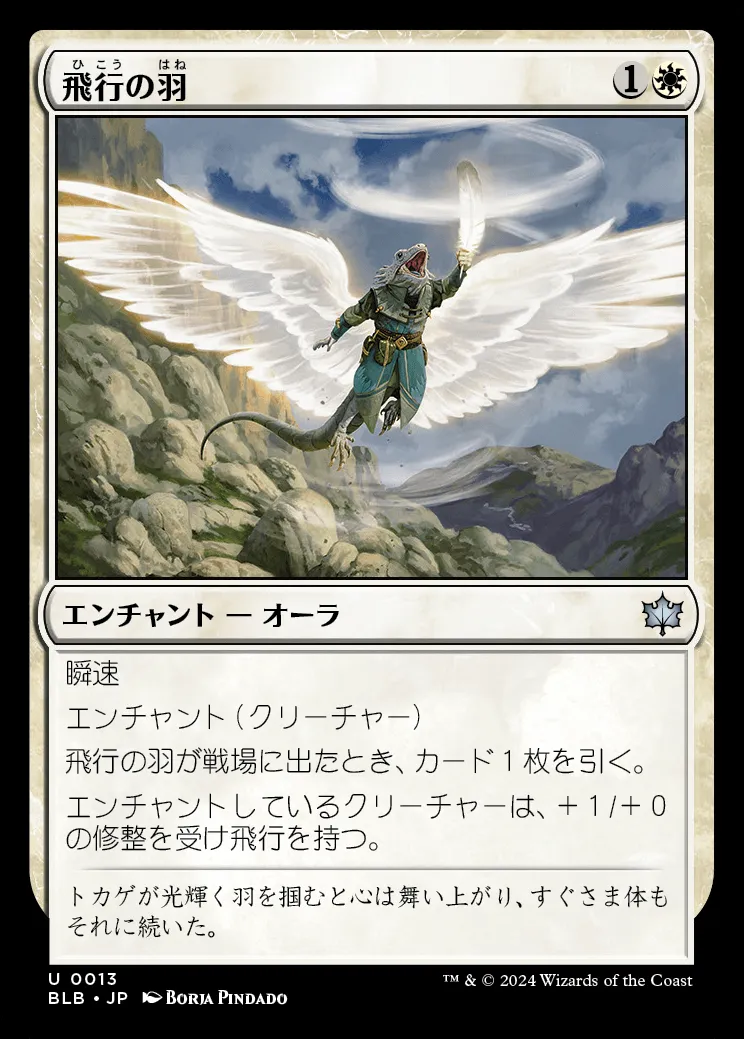 ひこう はね
飛行の羽 1
エンチャント — オーラ
瞬速
エンチャント（クリーチャー）
飛行の羽が戦場に出たとき、カード１枚を引く。
エンチャントしているクリーチャーは、＋１/＋０
の修整を受け飛行を持つ。
トカゲが光輝く羽を掴むと心は舞い上がり、すぐさま体も
それに続いた。
U 0013
BLB • JP Borja Pindado
™ & © 2024 Wizards of the Coast